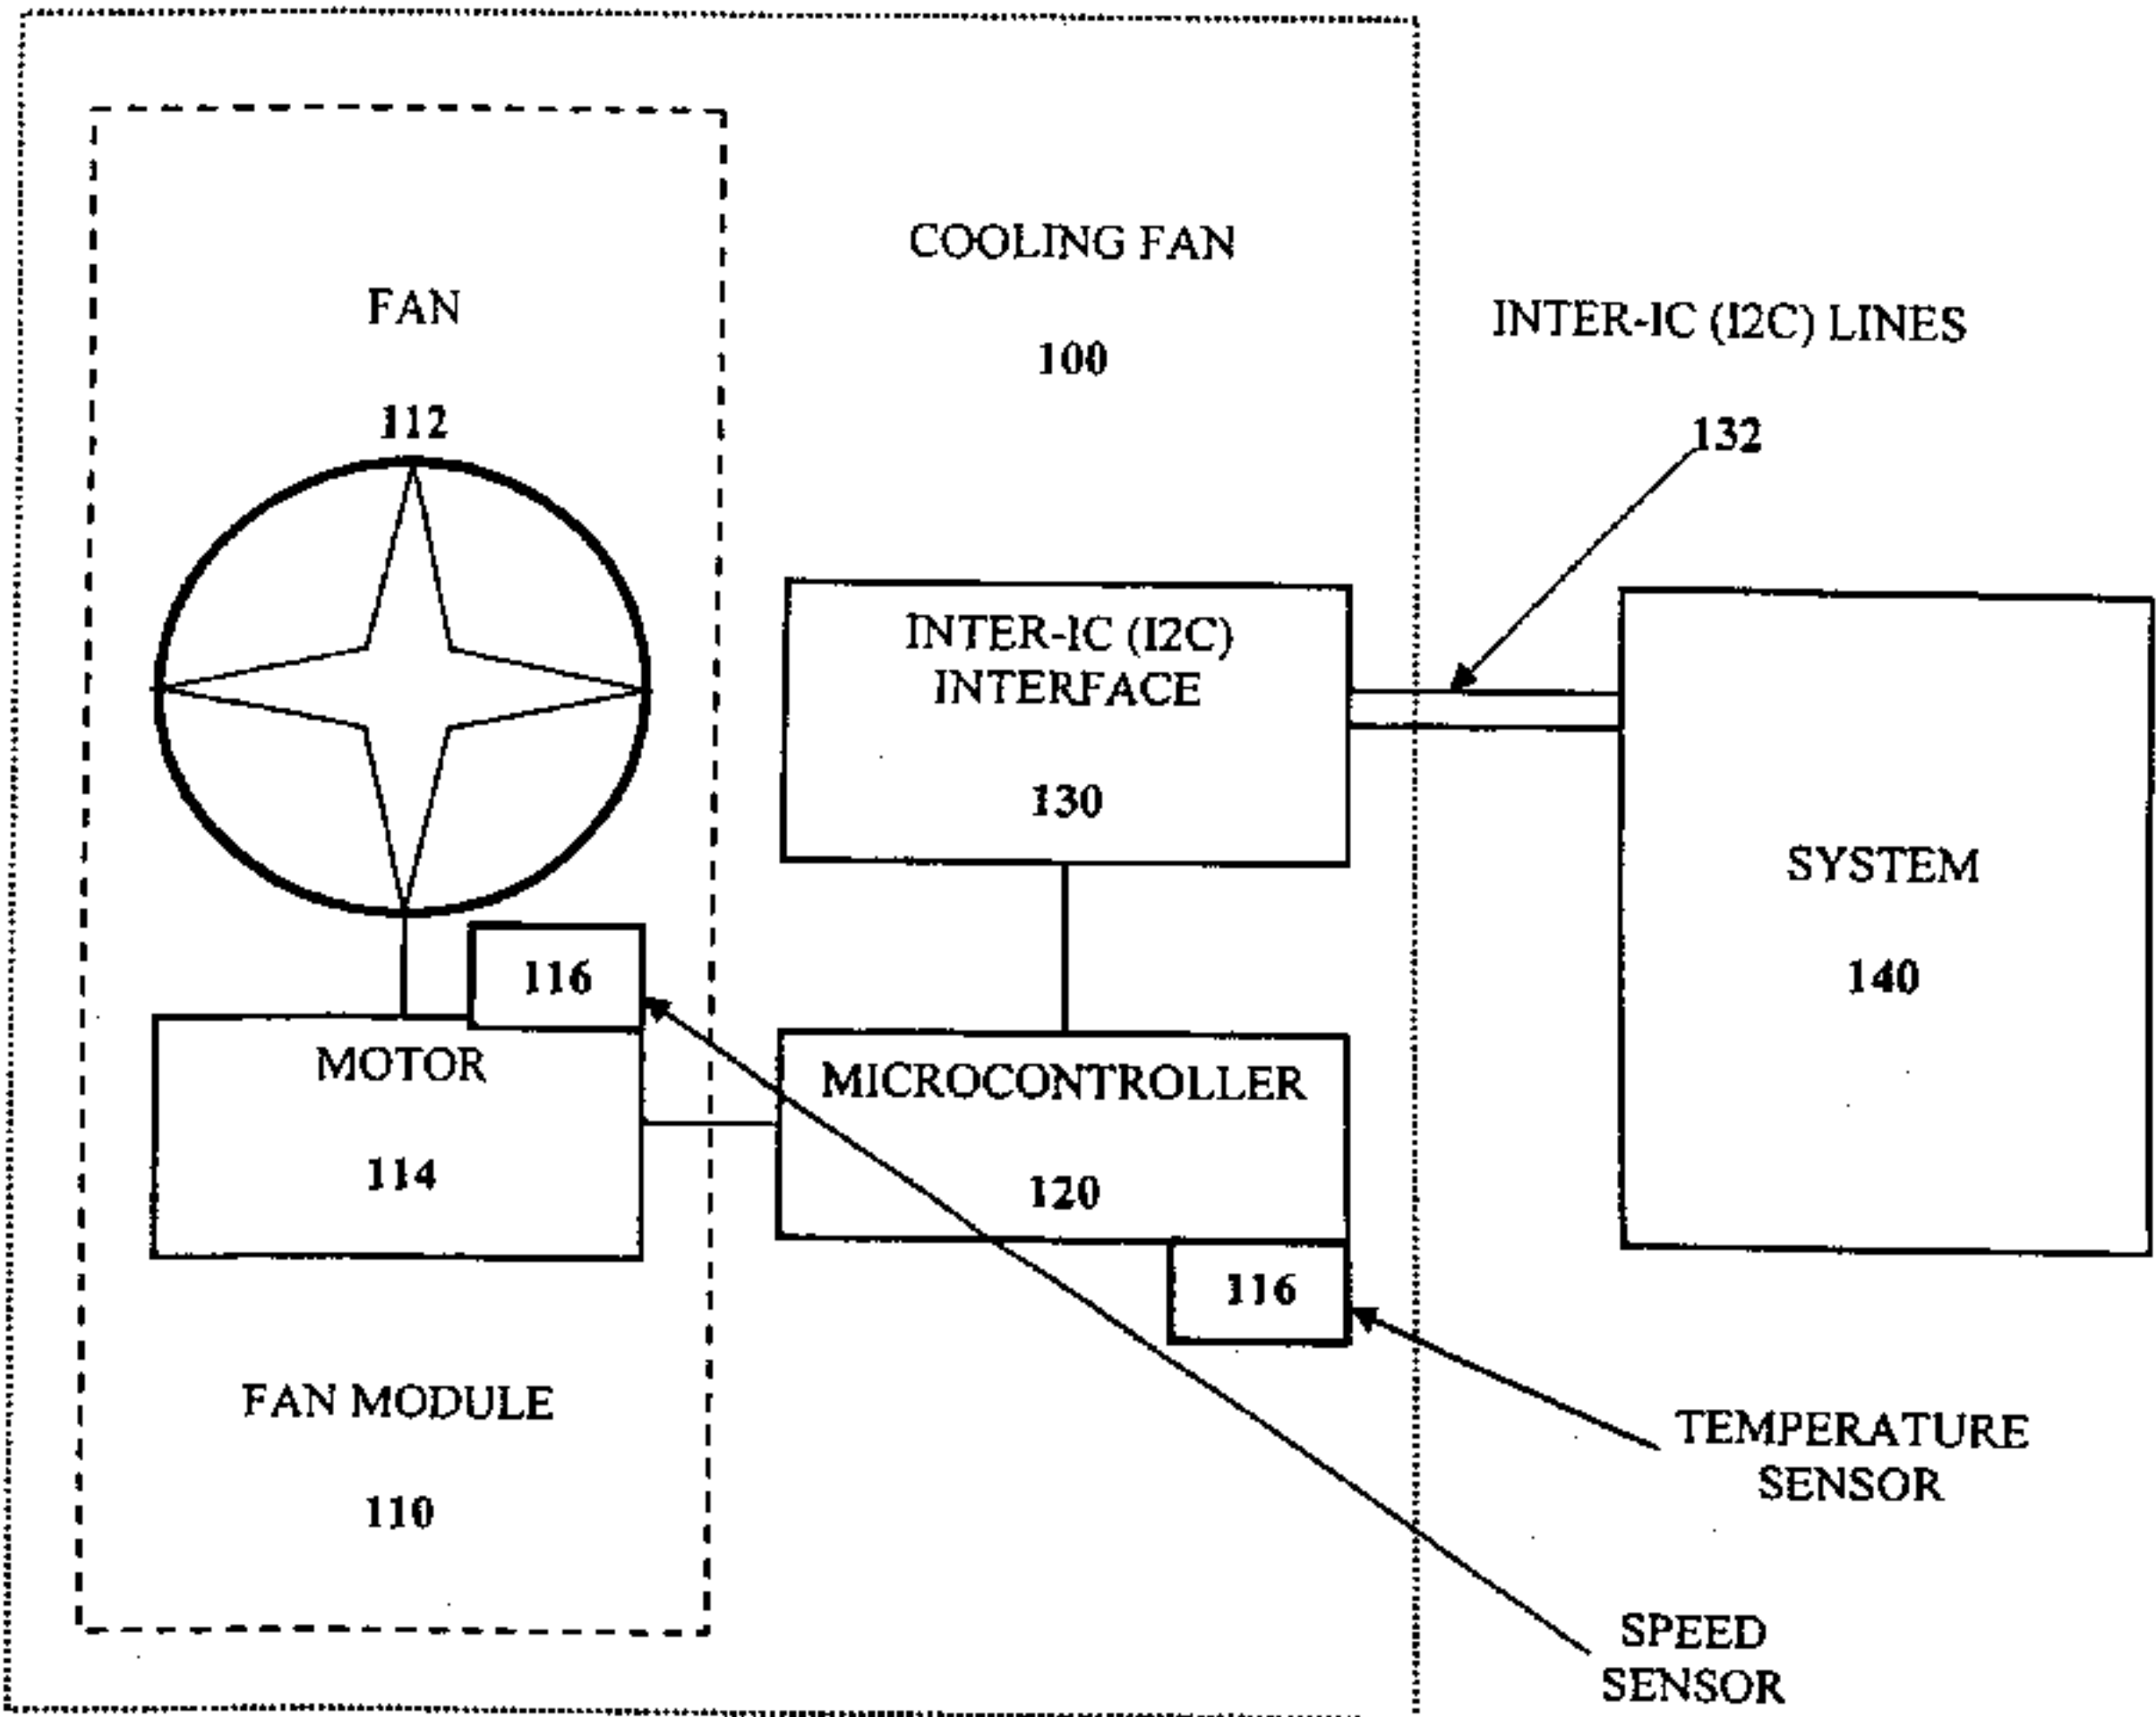 COOLING FAN
100
FAN
112
INTER-IC (I2C) LINES
132
INTER-IC (I2C)
INTERFACE
130
SYSTEM
140
116
MOTOR
114
MICROCONTROLLER
120
116
FAN MODULE
110
TEMPERATURE
SENSOR
SPEED
SENSOR